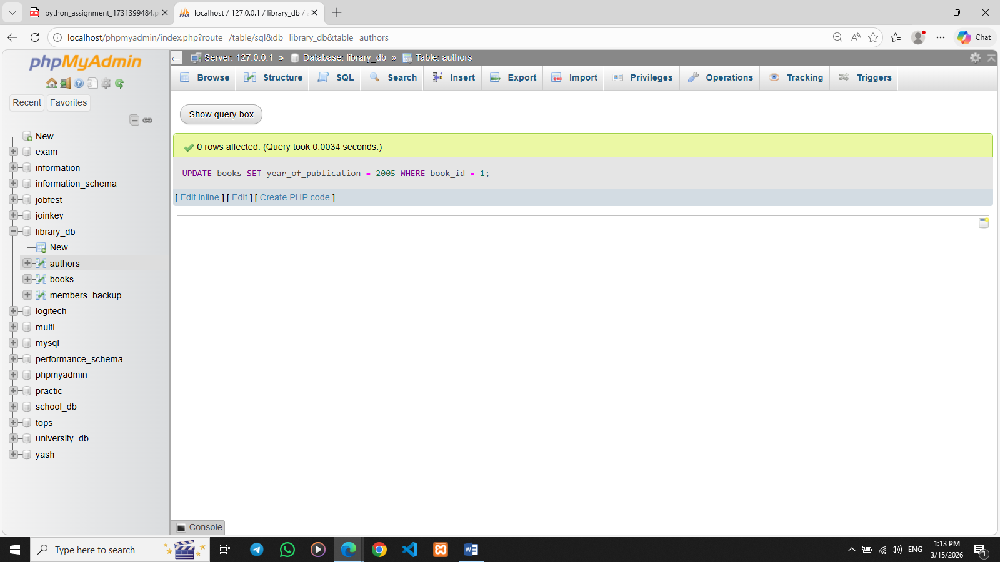 python_assignment_1731399484.p
localhost / 127.0.0.1 / library_db /
localhost/phpmyadmin/index.php?route=/table/sql&db=library_db&table=authors
Chat
phpMyAdmin
Recent
Favorites
New
exam
information
information_schema
jobfest
joinkey
library_db
New
authors
books
members_backup
logitech
multi
mysql
performance_schema
phpmyadmin
practic
school_db
tops
university_db
yash
Server: 127.0.0.1 » Database: library_db » Table: authors
Browse
Structure
SQL
Search
Insert
Export
Import
Privileges
Operations
Tracking
Triggers
Show query box
0 rows affected. (Query took 0.0034 seconds.)
UPDATE books SET year_of_publication = 2005 WHERE book_id = 1;
[ Edit inline ] [ Edit ] [ Create PHP code ]
Console
Type here to search
ENG
1:13 PM
3/15/2026
1